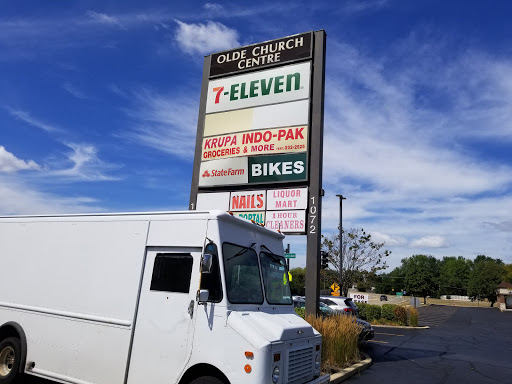 OLDE CHURCH
CENTRE
7-ELEVEN
KRUPA INDO-PAK
GROCERIES & MORE
StateFarm
BIKES
NAILS
LIQUOR
MART
1 HOUR
CLEANERS
1072
FOR